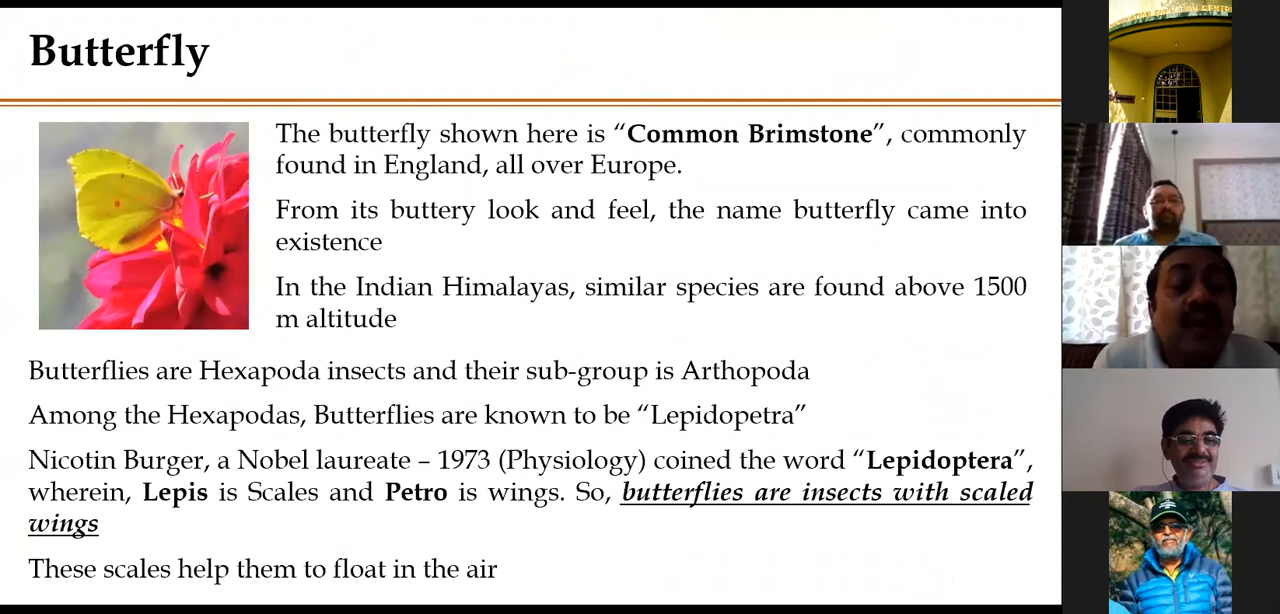 Butterfly
The butterfly shown here is “Common Brimstone”, commonly
found in England, all over Europe.
From its buttery look and feel, the name butterfly came into
existence
In the Indian Himalayas, similar species are found above 1500
m altitude
Butterflies are Hexapoda insects and their sub-group is Arthopoda
Among the Hexapodas, Butterflies are known to be “Lepidopetra”
Nicotin Burger, a Nobel laureate – 1973 (Physiology) coined the word “Lepidoptera”,
wherein, Lepis is Scales and Petro is wings. So, butterflies are insects with scaled
wings
These scales help them to float in the air